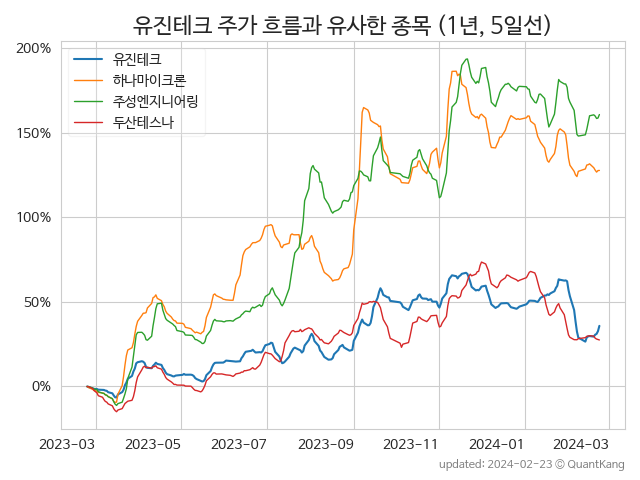 유진테크 주가 흐름과 유사한 종목 (1년, 5일선)
200%
150%
100%
50%
0%
유진테크
하나마이크론
주성엔지니어링
두산테스나
2023-03
2023-05
2023-07
2023-09
2023-11
2024-01
2024-03
updated: 2024-02-23 © QuantKang